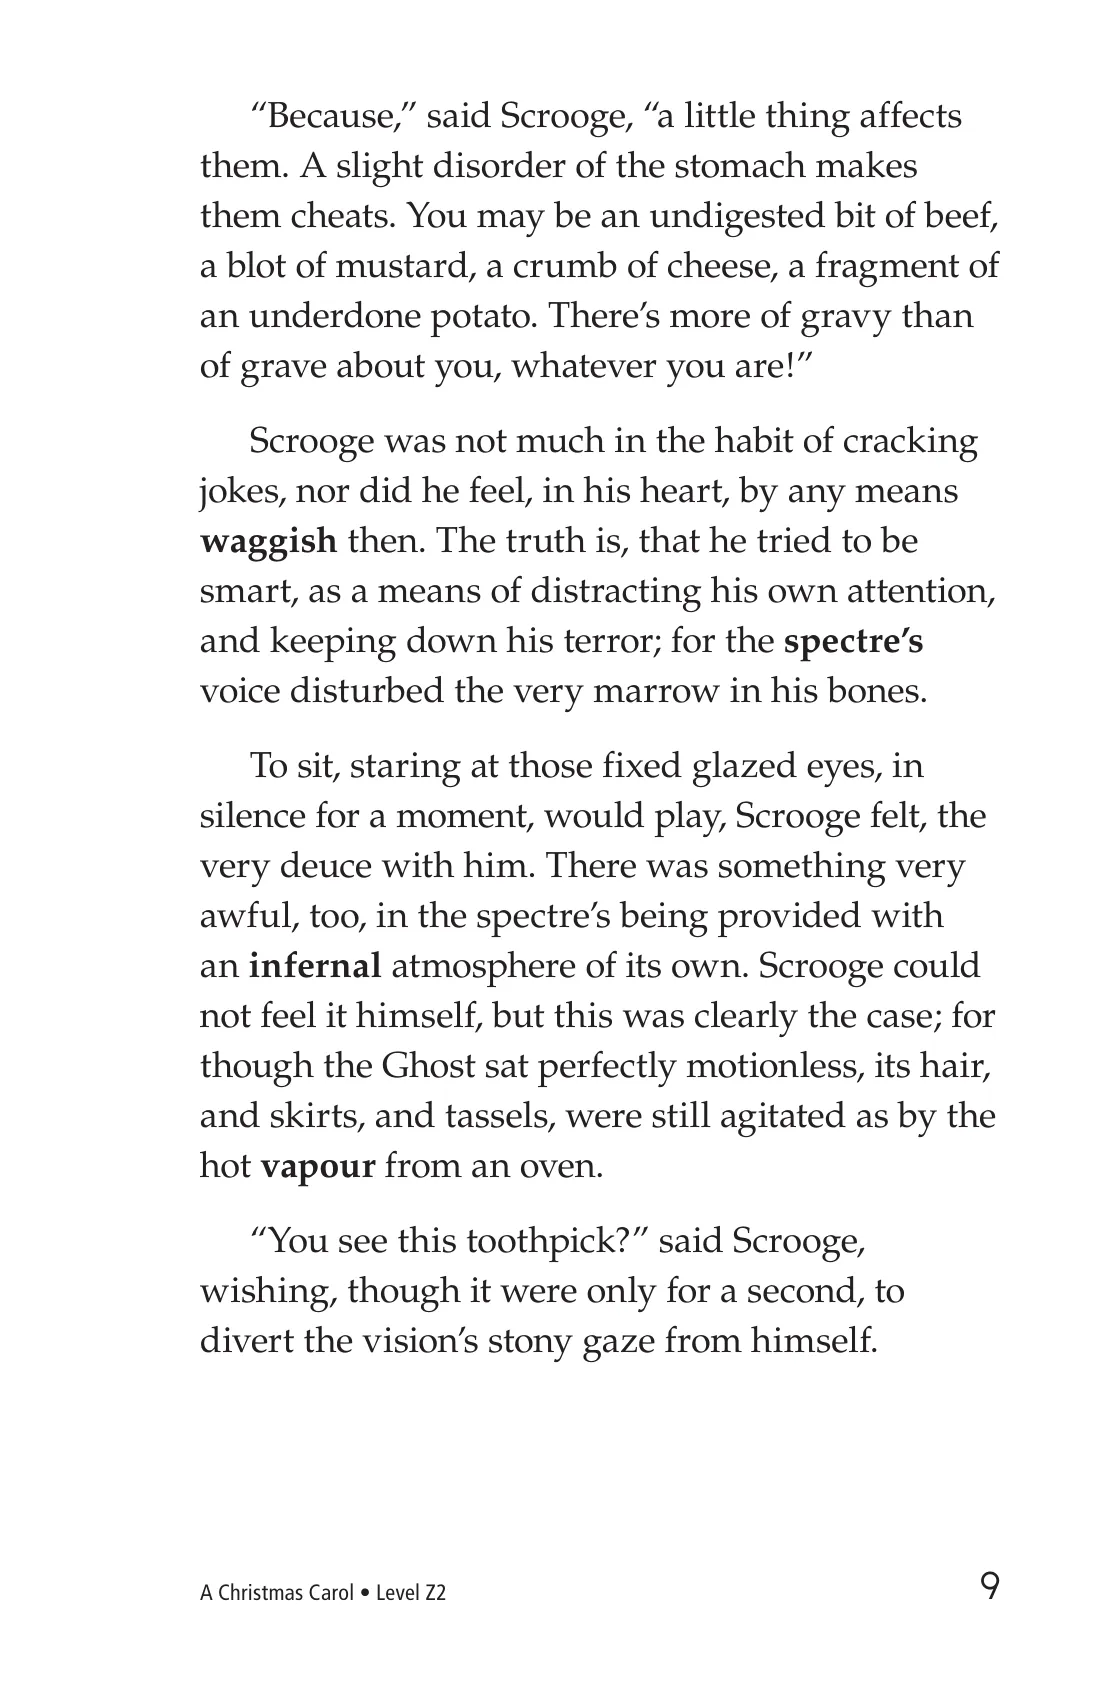 “Because,” said Scrooge, “a little thing affects
them. A slight disorder of the stomach makes
them cheats. You may be an undigested bit of beef,
a blot of mustard, a crumb of cheese, a fragment of
an underdone potato. There’s more of gravy than
of grave about you, whatever you are!”
Scrooge was not much in the habit of cracking
jokes, nor did he feel, in his heart, by any means
waggish then. The truth is, that he tried to be
smart, as a means of distracting his own attention,
and keeping down his terror; for the spectre’s
voice disturbed the very marrow in his bones.
To sit, staring at those fixed glazed eyes, in
silence for a moment, would play, Scrooge felt, the
very deuce with him. There was something very
awful, too, in the spectre’s being provided with
an infernal atmosphere of its own. Scrooge could
not feel it himself, but this was clearly the case; for
though the Ghost sat perfectly motionless, its hair,
and skirts, and tassels, were still agitated as by the
hot vapour from an oven.
“You see this toothpick?” said Scrooge,
wishing, though it were only for a second, to
divert the vision’s stony gaze from himself.
A Christmas Carol • Level Z2
9